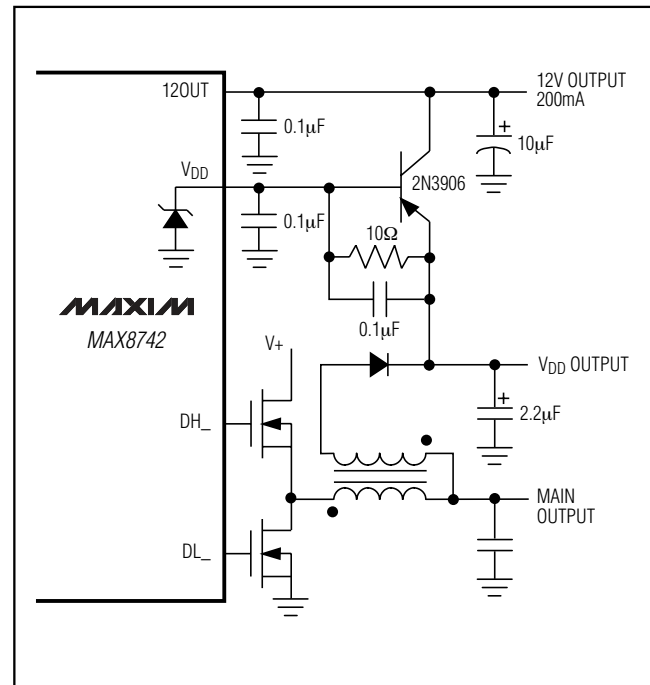 12OUT
12V OUTPUT
200mA
0.1μF
+
10μF
VDD
2N3906
0.1μF
10Ω
0.1μF
MAXIM
MAX8742
V+
VDD OUTPUT
+
2.2μF
DH_
MAIN
OUTPUT
DL_